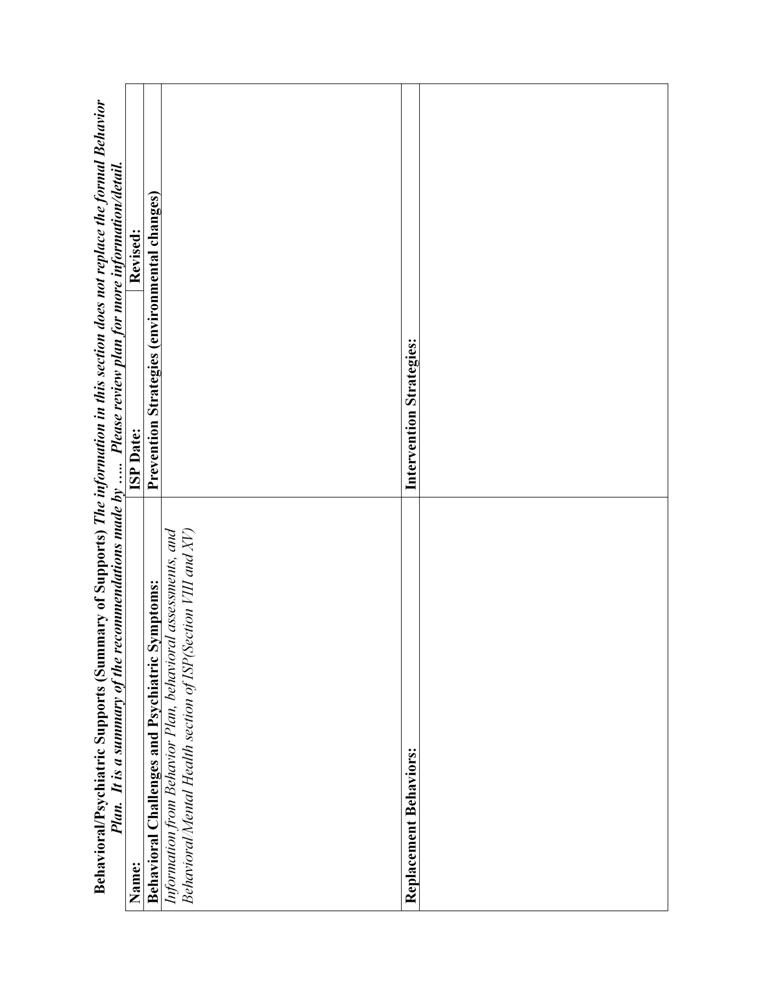 Behavioral/Psychiatric Supports (Summary of Supports) The information in this section does not replace the formal Behavior
Plan.  It is a summary of the recommendations made by …..  Please review plan for more information/detail.
Name:
ISP Date:
Revised:
Behavioral Challenges and Psychiatric Symptoms:
Prevention Strategies (environmental changes)
Information from Behavior Plan, behavioral assessments, and
Behavioral/Mental Health section of ISP(Section VIII and XV)
Replacement Behaviors:
Intervention Strategies: